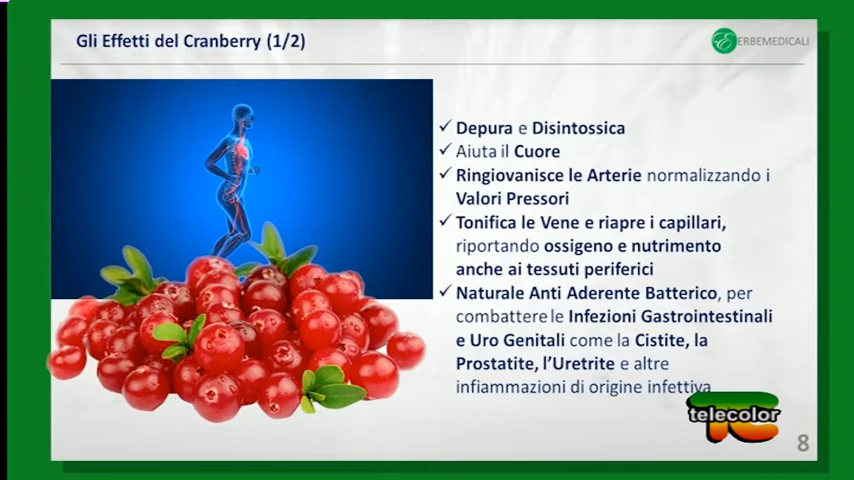 Gli Effetti del Cranberry (1/2)
ERBEMEDICALI
✓ Depura e Disintossica
✓ Aiuta il Cuore
✓ Ringiovanisce le Arterie normalizzando i
Valori Pressori
✓ Tonifica le Vene e riapre i capillari,
riportando ossigeno e nutrimento
anche ai tessuti periferici
✓ Naturale Anti Aderente Batterico, per
combattere le Infezioni Gastrointestinali
e Uro Genitali come la Cistite, la
Prostatite, l'Uretrite e altre
infiammazioni di origine infettiva
telecolor
TC
8